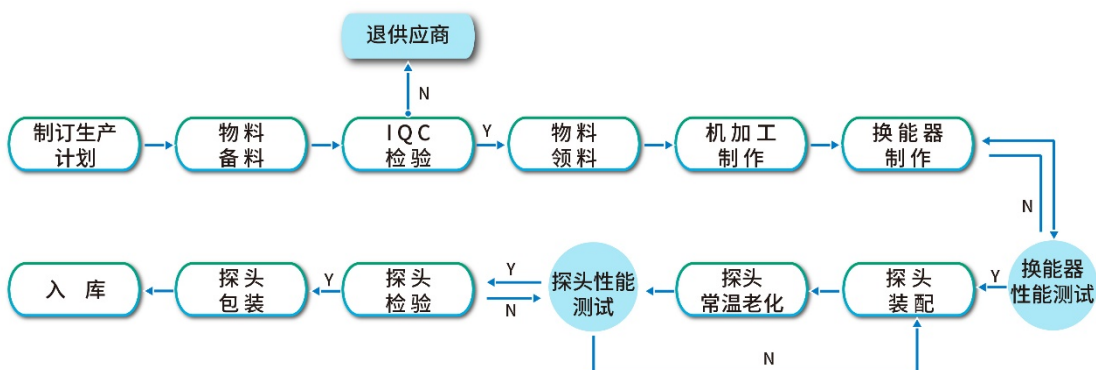 退供应商
N
制订生产
计划
物料
备料
IQC
检验
Y
物料
领料
机加工
制作
换能器
制作
N
入 库
探头
包装
Y
探头
检验
Y
N
探头性能
测试
探头
常温老化
探头
装配
Y
换能器
性能测试
N